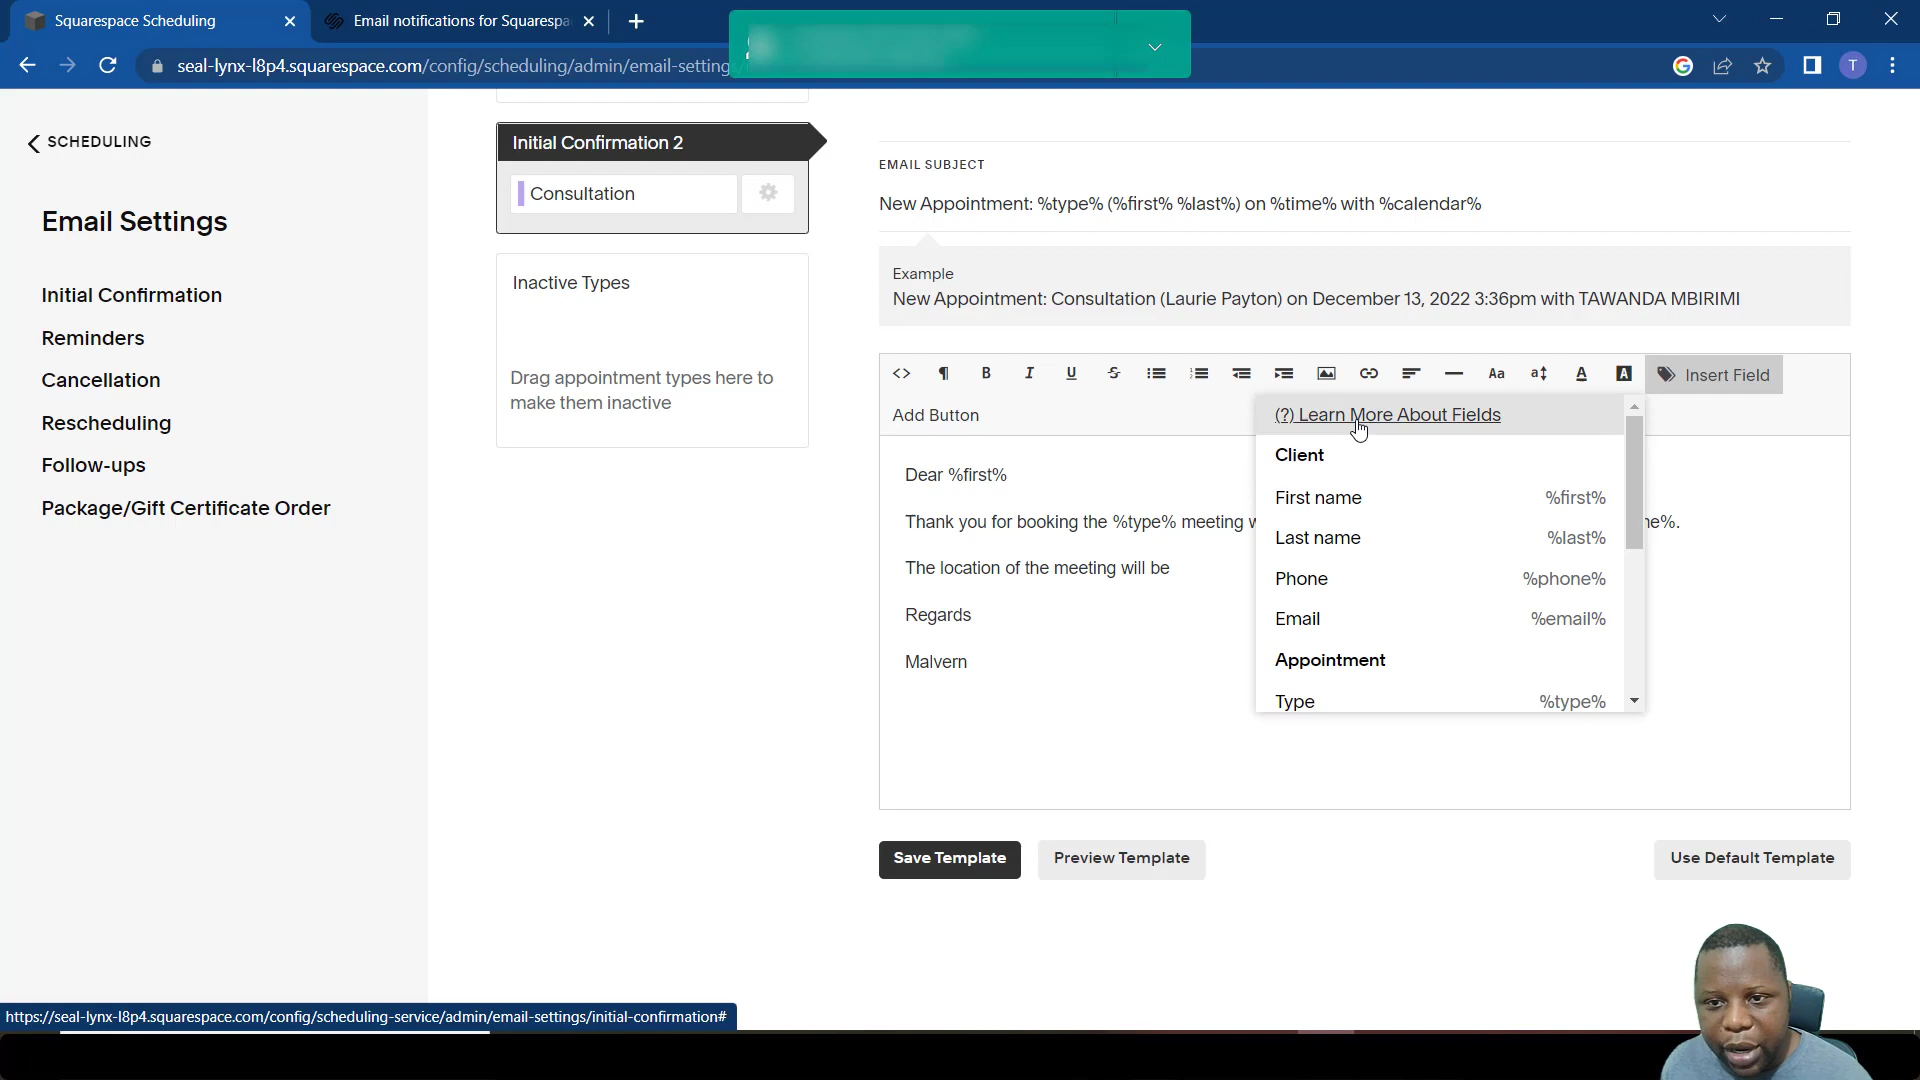 Squarespace Scheduling
Email notifications for Squarespa
seal-lynx-l8p4.squarespace.com/config/scheduling/admin/email-settings
T
SCHEDULING
Email Settings
Initial Confirmation
Reminders
Cancellation
Rescheduling
Follow-ups
Package/Gift Certificate Order
Initial Confirmation 2
Consultation
Inactive Types
Drag appointment types here to
make them inactive
EMAIL SUBJECT
New Appointment: %type% (%first% %last%) on %time% with %calendar%
Example
New Appointment: Consultation (Laurie Payton) on December 13, 2022 3:36pm with TAWANDA MBIRIMI
Insert Field
Add Button
Dear %first%
Thank you for booking the %type% meeting
%.
The location of the meeting will be
Regards
Malvern
(?) Learn More About Fields
Client
First name %first%
Last name %last%
Phone %phone%
Email %email%
Appointment
Type %type%
Save Template
Preview Template
Use Default Template
https://seal-lynx-l8p4.squarespace.com/config/scheduling-service/admin/email-settings/initial-confirmation#